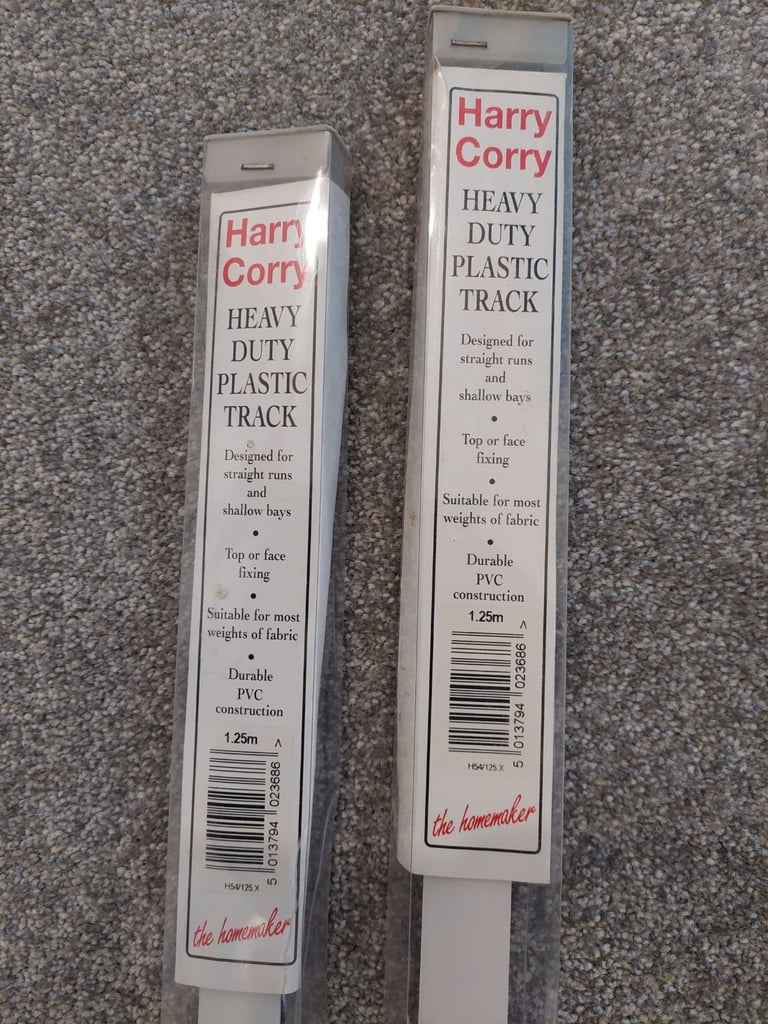 Harry
Corry
HEAVY
DUTY
PLASTIC
TRACK
Designed for
straight runs
and
shallow bays
•
Top or face
fixing
•
Suitable for most
weights of fabric
•
Durable
PVC
construction
1.25m
5 013794 023686 >
H54/125.X
the homemaker
Harry
Corry
HEAVY
DUTY
PLASTIC
TRACK
Designed for
straight runs
and
shallow bays
•
Top or face
fixing
•
Suitable for most
weights of fabric
•
Durable
PVC
construction
1.25m
5 013794 023686 >
H54/125.X
the homemaker